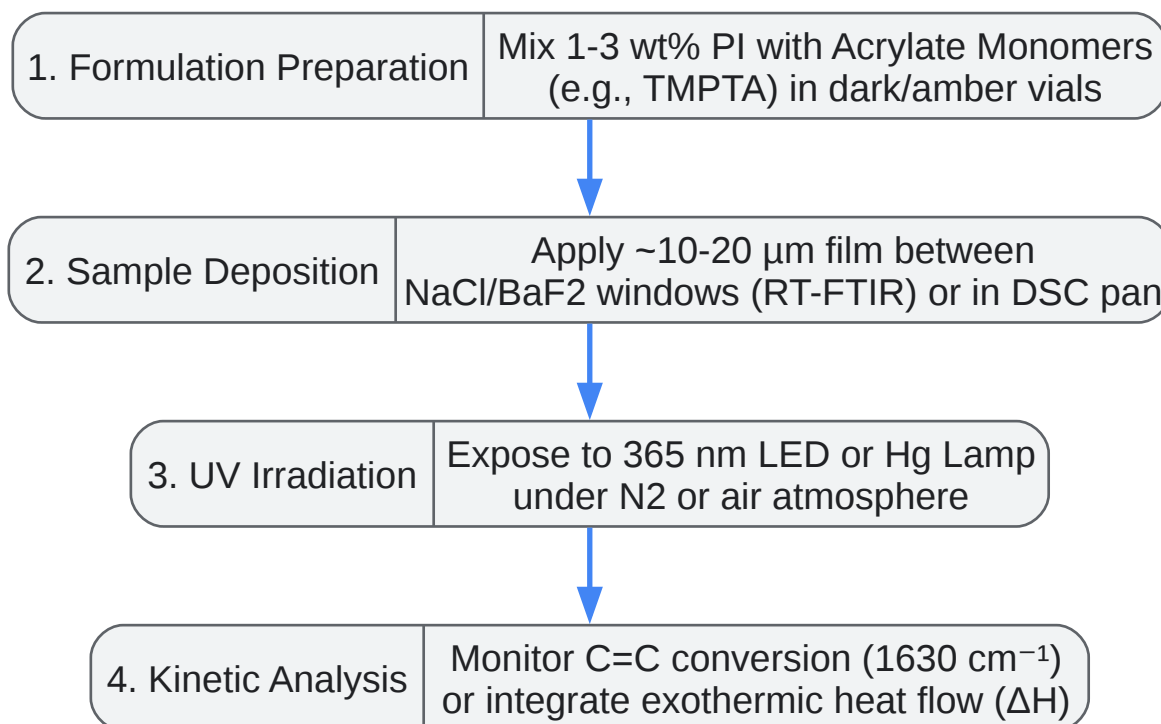 1. Formulation Preparation
Mix 1-3 wt% PI with Acrylate Monomers
(e.g., TMPTA) in dark/amber vials
2. Sample Deposition
Apply ~10-20 µm film between
NaCl/BaF2 windows (RT-FTIR) or in DSC pan
3. UV Irradiation
Expose to 365 nm LED or Hg Lamp
under N2 or air atmosphere
4. Kinetic Analysis
Monitor C=C conversion (1630 cm⁻¹)
or integrate exothermic heat flow (ΔH)